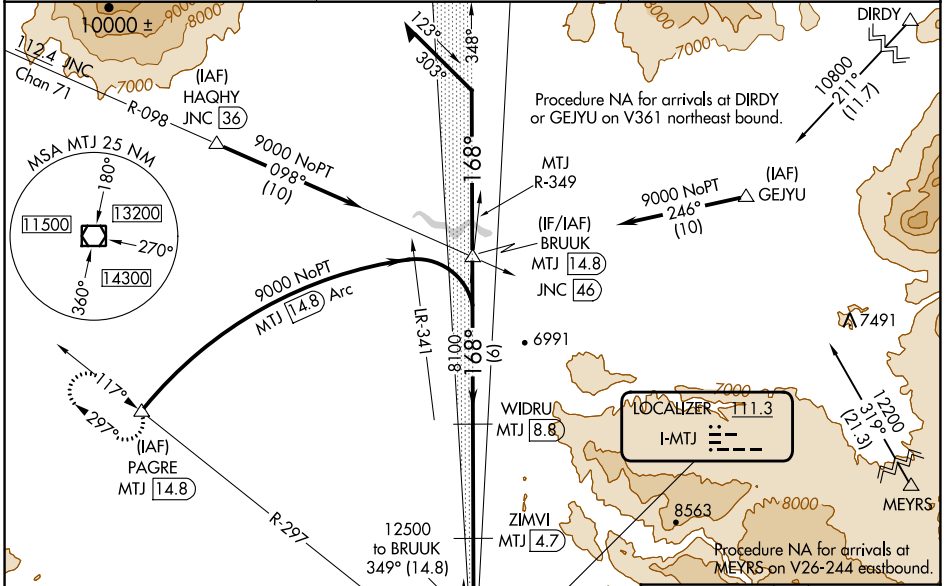 10000 ±
9000
8000
7000
112.4 JNC
Chan 71
R-098
(IAF)
HAQHY
JNC 36
9000 NoPT
098°
(10)
123°
303°
348°
168°
8000
7000
DIRDY
10800
211°
(11.7)
Procedure NA for arrivals at DIRDY
or GEJYU on V361 northeast bound.
MTJ
R-349
(IAF)
GEJYU
9000 NoPT
246°
(10)
(IF/IAF)
BRUUK
MTJ 14.8
JNC 46
MSA MTJ 25 NM
180°
11500
13200
270°
14300
360°
9000 NoPT
MTJ 14.8 Arc
LR-341
8100
168°
(6)
6991
7491
117°
297°
(IAF)
PAGRE
MTJ 14.8
R-297
WIDRU
MTJ 8.8
7000
LOCALIZER 111.3
I-MTJ
12200
319°
(21.3)
MEYRS
8563
8000
ZIMVI
MTJ 4.7
12500
to BRUUK
349° (14.8)
Procedure NA for arrivals at
MEYRS on V26-244 eastbound.